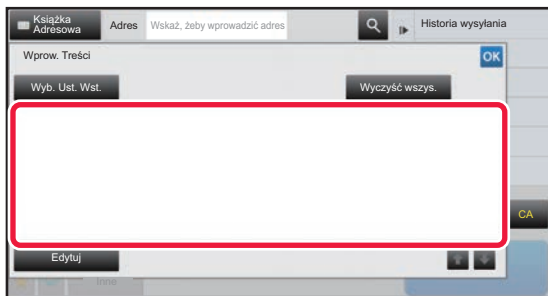 Książka
Adresowa
Adres
Wskaż, żeby wprowadzić adres
Historia wysyłania
Wprow. Treści
OK
Wyb. Ust. Wst.
Wyczyść wszys.
CA
Edytuj
Inne